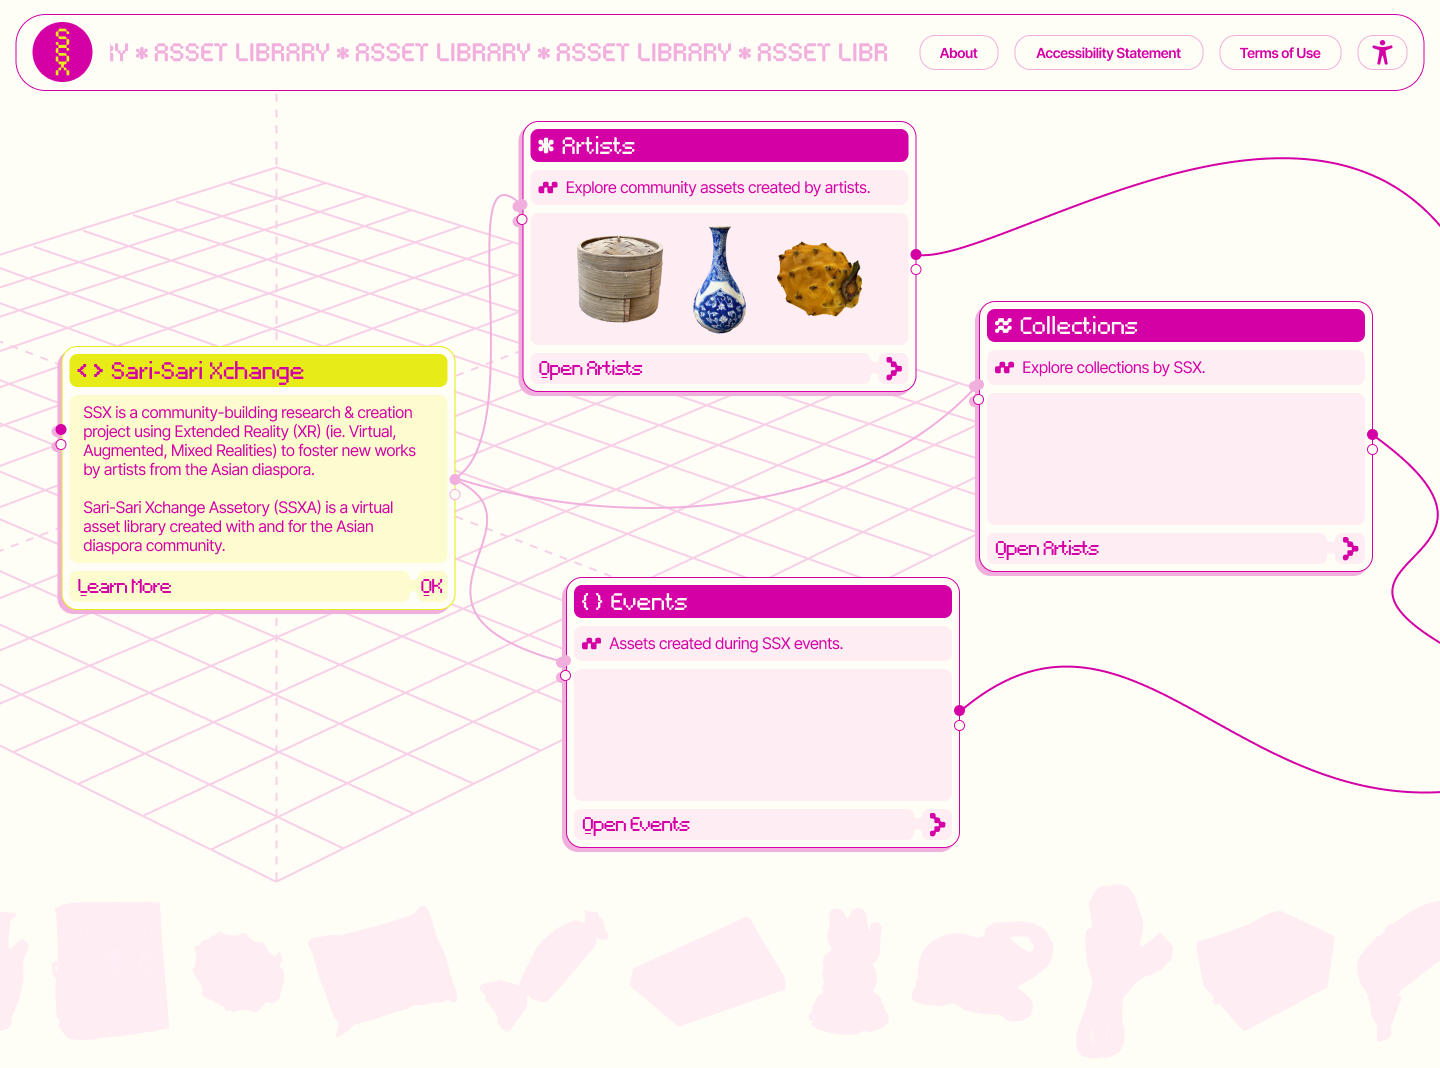 SSOX
RY ✱ ASSET LIBRARY ✱ ASSET LIBRARY ✱ ASSET LIBRARY ✱ ASSET LIBR
About
Accessibility Statement
Terms of Use
Artists
Explore community assets created by artists.
Open Artists
Collections
Explore collections by SSX.
Open Artists
< > Sari-Sari Xchange
SSX is a community-building research & creation
project using Extended Reality (XR) (ie. Virtual,
Augmented, Mixed Realities) to foster new works
by artists from the Asian diaspora.
Sari-Sari Xchange Assetory (SSXA) is a virtual
asset library created with and for the Asian
diaspora community.
Learn More
OK
{ } Events
Assets created during SSX events.
Open Events